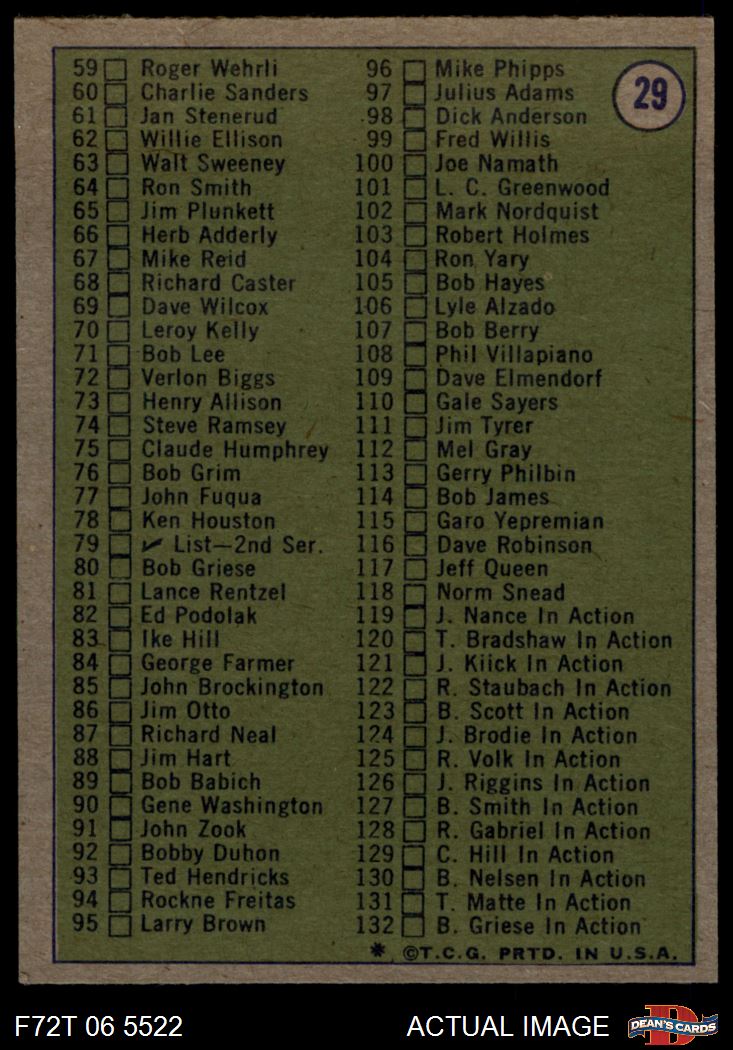 59 Roger Wehrli
60 Charlie Sanders
61 Jan Stenerud
62 Willie Ellison
63 Walt Sweeney
64 Ron Smith
65 Jim Plunkett
66 Herb Adderly
67 Mike Reid
68 Richard Caster
69 Dave Wilcox
70 Leroy Kelly
71 Bob Lee
72 Verlon Biggs
73 Henry Allison
74 Steve Ramsey
75 Claude Humphrey
76 Bob Grim
77 John Fuqua
78 Ken Houston
79 ✔ List—2nd Ser.
80 Bob Griese
81 Lance Rentzel
82 Ed Podolak
83 Ike Hill
84 George Farmer
85 John Brockington
86 Jim Otto
87 Richard Neal
88 Jim Hart
89 Bob Babich
90 Gene Washington
91 John Zook
92 Bobby Duhon
93 Ted Hendricks
94 Rockne Freitas
95 Larry Brown
96 Mike Phipps
97 Julius Adams
98 Dick Anderson
99 Fred Willis
100 Joe Namath
101 L. C. Greenwood
102 Mark Nordquist
103 Robert Holmes
104 Ron Yary
105 Bob Hayes
106 Lyle Alzado
107 Bob Berry
108 Phil Villapiano
109 Dave Elmendorf
110 Gale Sayers
111 Jim Tyrer
112 Mel Gray
113 Gerry Philbin
114 Bob James
115 Garo Yepremian
116 Dave Robinson
117 Jeff Queen
118 Norm Snead
119 J. Nance In Action
120 T. Bradshaw In Action
121 J. Kiick In Action
122 R. Staubach In Action
123 B. Scott In Action
124 J. Brodie In Action
125 R. Volk In Action
126 J. Riggins In Action
127 B. Smith In Action
128 R. Gabriel In Action
129 C. Hill In Action
130 B. Nelsen In Action
131 T. Matte In Action
132 B. Griese In Action
29
* ©T.C.G. PRTD. IN U.S.A.
F72T 06 5522
ACTUAL IMAGE
DEAN'S CARDS